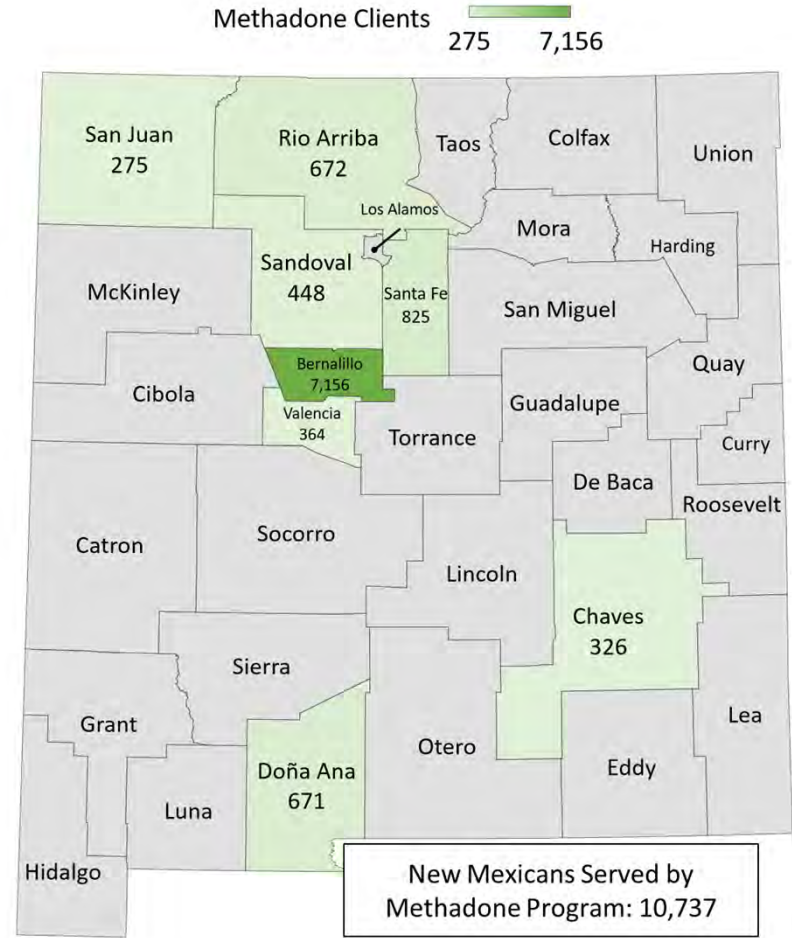 Methadone Clients
275 7,156
San Juan
275
Rio Arriba
672
Taos
Colfax
Union
Los Alamos
Mora
Harding
McKinley
Sandoval
448
Santa Fe
825
San Miguel
Bernalillo
7,156
Quay
Cibola
Valencia
364
Guadalupe
Torrance
Curry
De Baca
Roosevelt
Catron
Socorro
Lincoln
Chaves
326
Sierra
Grant
Lea
Otero
Doña Ana
671
Eddy
Luna
Hidalgo
New Mexicans Served by
Methadone Program: 10,737